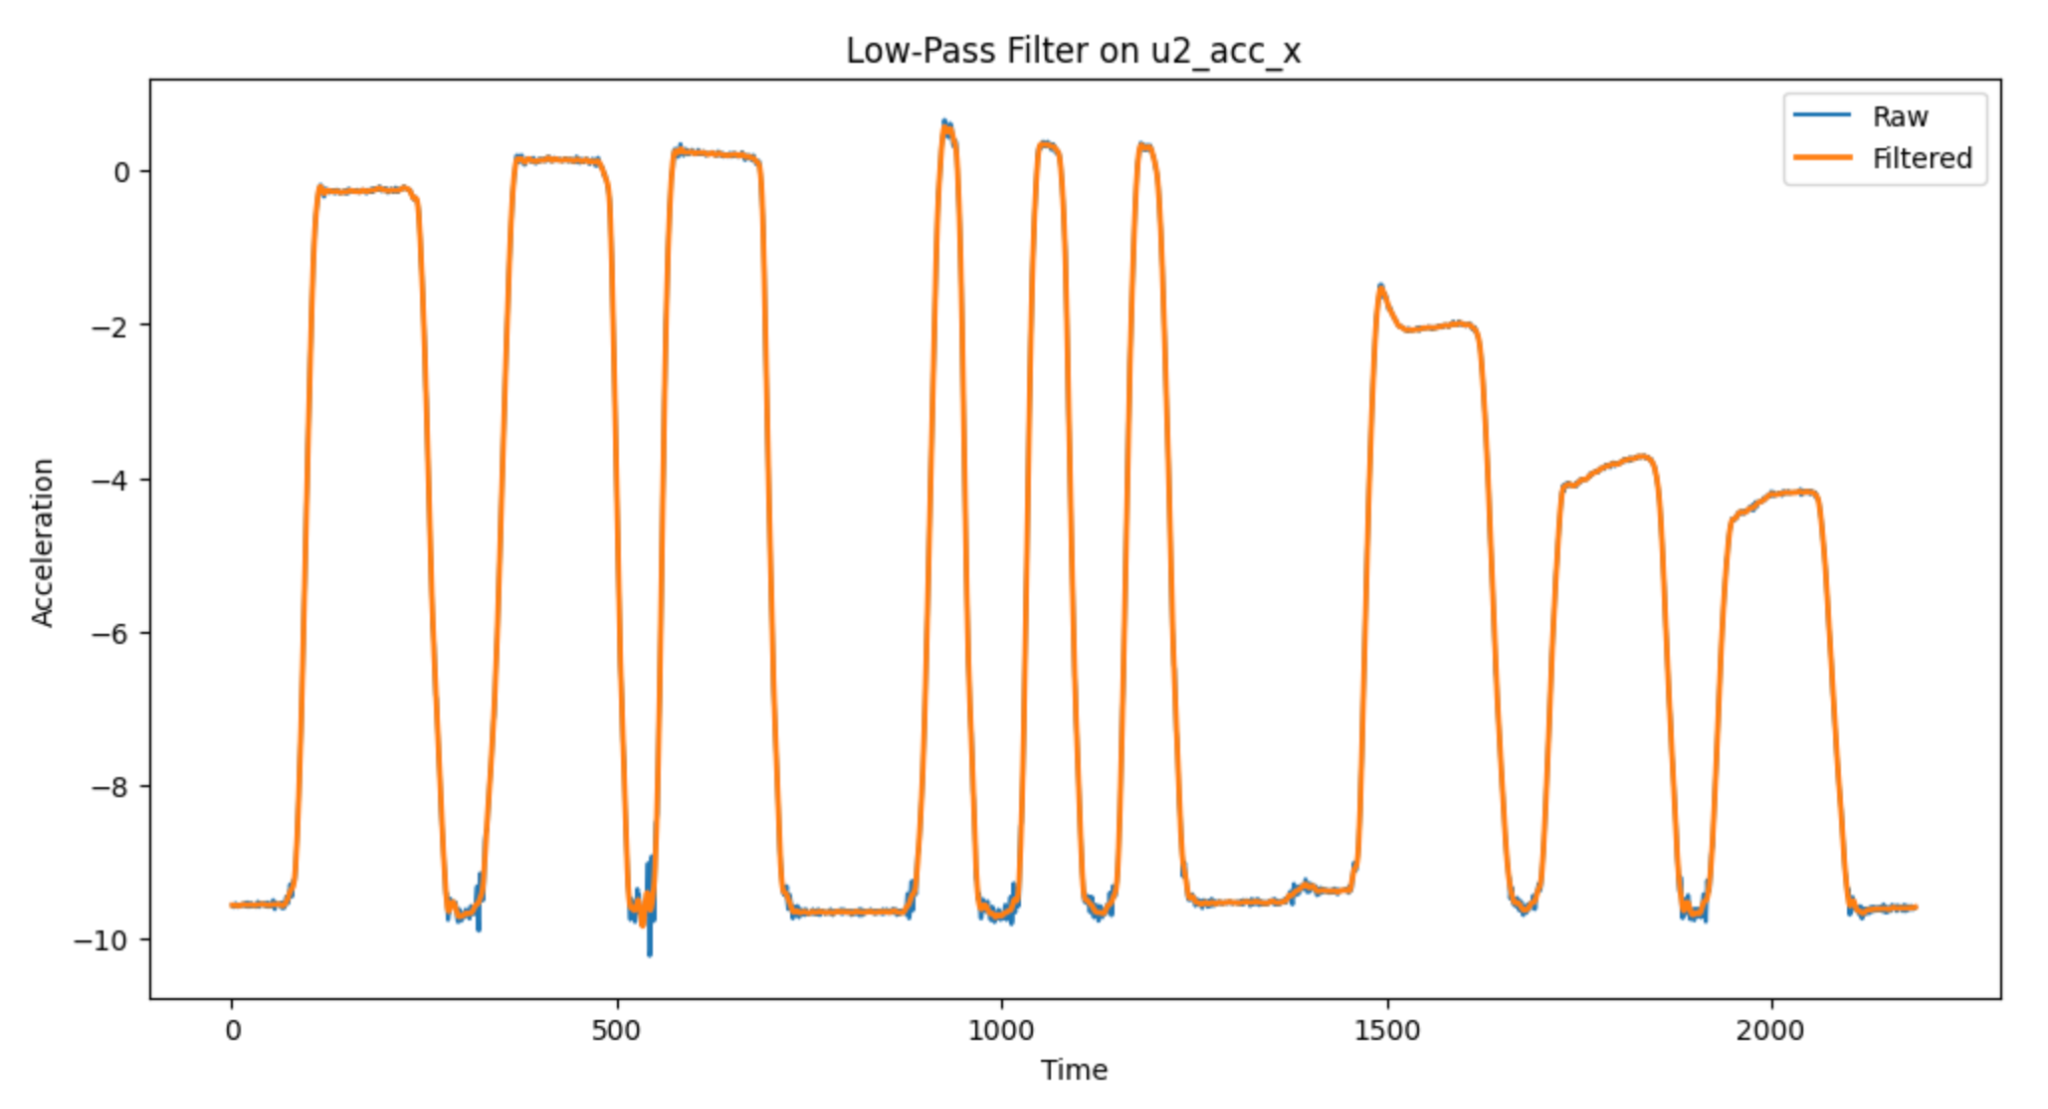 Low-Pass Filter on u2_acc_x
Raw
Filtered
0
−2
−4
−6
−8
−10
Acceleration
0
500
1000
1500
2000
Time